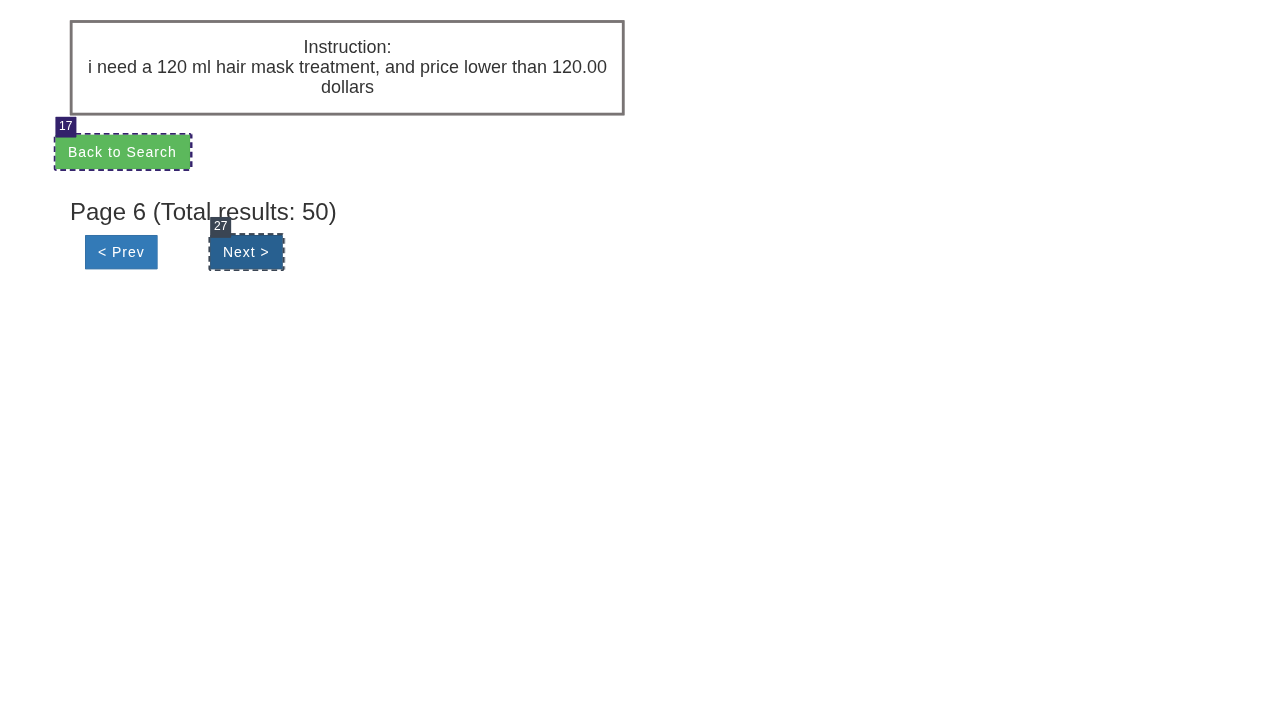 Instruction:
i need a 120 ml hair mask treatment, and price lower than 120.00
dollars
17
Back to Search
Page 6 (Total results: 50)
27
< Prev
Next >